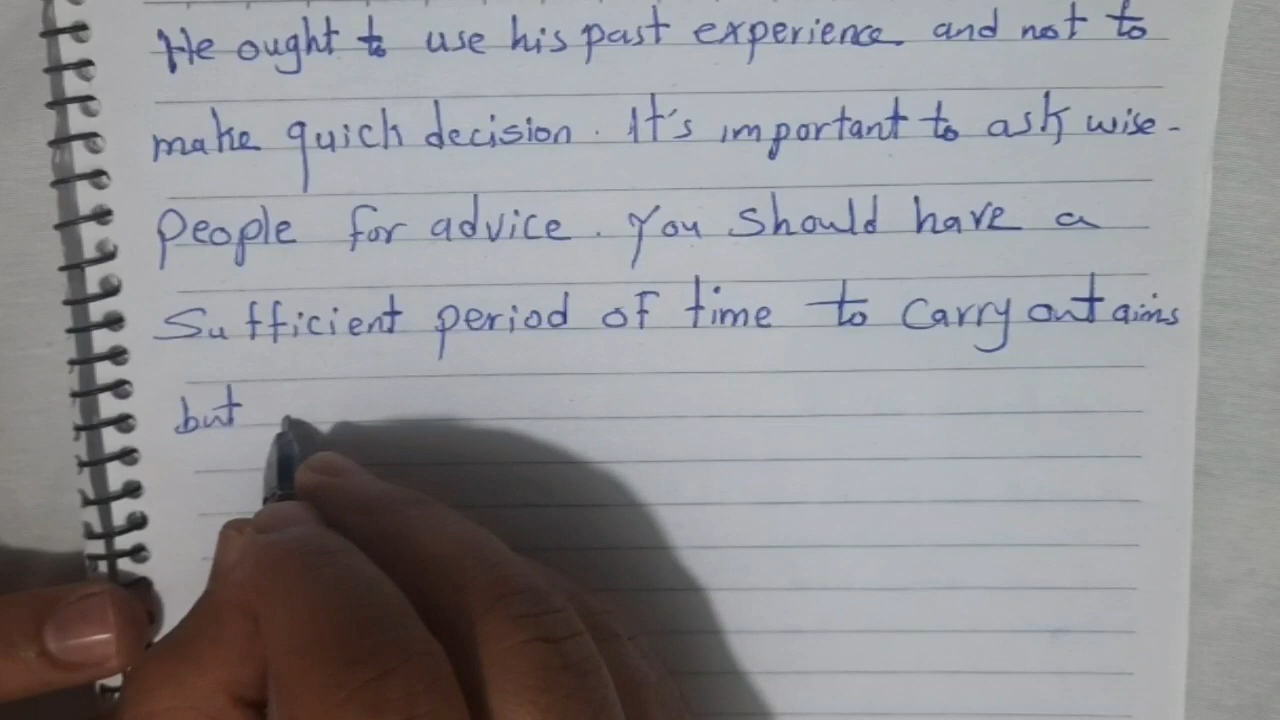 He ought to use his past experience and not to
make quick decision. It's important to ask wise-
people for advice. You should have a
Sufficient period of time to carry out aims
but